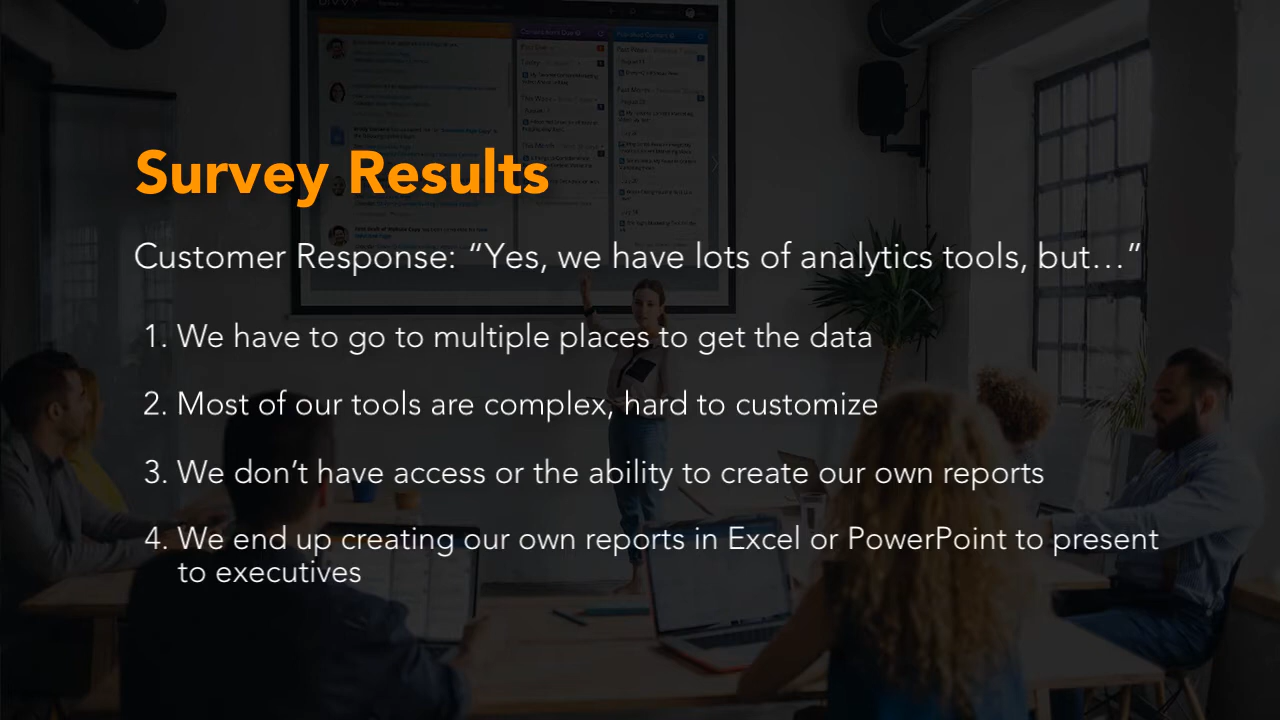 Survey Results
Customer Response: “Yes, we have lots of analytics tools, but…”
1. We have to go to multiple places to get the data
2. Most of our tools are complex, hard to customize
3. We don’t have access or the ability to create our own reports
4. We end up creating our own reports in Excel or PowerPoint to present
to executives